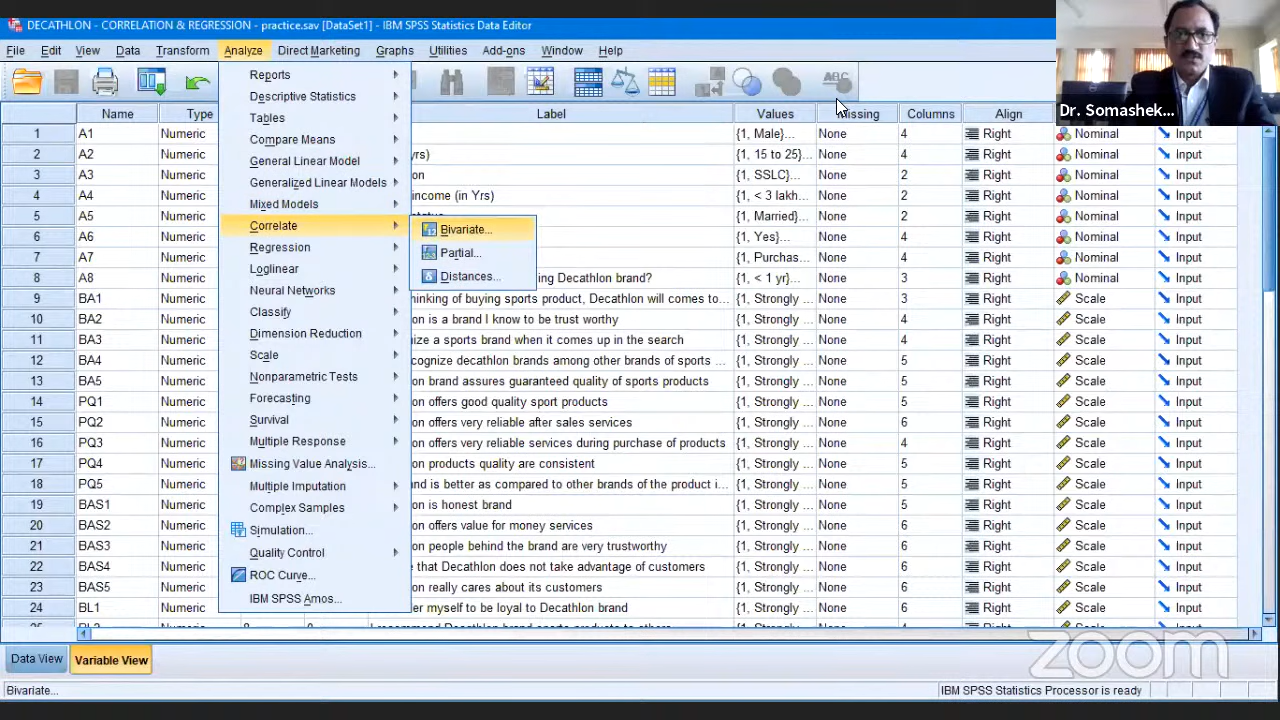 DECATHLON - CORRELATION & REGRESSION - practice.sav [DataSet1] - IBM SPSS Statistics Data Editor
File Edit View Data Transform Analyze Direct Marketing Graphs Utilities Add-ons Window Help
Dr. Somashek...
Name Type Label Values Missing Columns Align
1 A1 Numeric {1, Male}... None 4 Right Nominal Input
2 A2 Numeric yrs) {1, 15 to 25}... None 4 Right Nominal Input
3 A3 Numeric on {1, SSLC}... None 2 Right Nominal Input
4 A4 Numeric income (in Yrs) {1, < 3 lakh... None 2 Right Nominal Input
5 A5 Numeric status {1, Married}... None 2 Right Nominal Input
6 A6 Numeric {1, Yes}... None 4 Right Nominal Input
7 A7 Numeric {1, Purchas... None 4 Right Nominal Input
8 A8 Numeric ing Decathlon brand? {1, < 1 yr}... None 3 Right Nominal Input
9 BA1 Numeric hinking of buying sports product, Decathlon will comes to... {1, Strongly ... None 3 Right Scale Input
10 BA2 Numeric on is a brand I know to be trust worthy {1, Strongly ... None 4 Right Scale Input
11 BA3 Numeric nize a sports brand when it comes up in the search {1, Strongly ... None 4 Right Scale Input
12 BA4 Numeric cognize decathlon brands among other brands of sports ... {1, Strongly ... None 5 Right Scale Input
13 BA5 Numeric on brand assures guaranteed quality of sports products {1, Strongly ... None 5 Right Scale Input
14 PQ1 Numeric on offers good quality sport products {1, Strongly ... None 5 Right Scale Input
15 PQ2 Numeric on offers very reliable after sales services {1, Strongly ... None 5 Right Scale Input
16 PQ3 Numeric on offers very reliable services during purchase of products {1, Strongly ... None 4 Right Scale Input
17 PQ4 Numeric on products quality are consistent {1, Strongly ... None 5 Right Scale Input
18 PQ5 Numeric nd is better as compared to other brands of the product i... {1, Strongly ... None 5 Right Scale Input
19 BAS1 Numeric on is honest brand {1, Strongly ... None 5 Right Scale Input
20 BAS2 Numeric on offers value for money services {1, Strongly ... None 6 Right Scale Input
21 BAS3 Numeric on people behind the brand are very trustworthy {1, Strongly ... None 6 Right Scale Input
22 BAS4 Numeric e that Decathlon does not take advantage of customers {1, Strongly ... None 6 Right Scale Input
23 BAS5 Numeric on really cares about its customers {1, Strongly ... None 6 Right Scale Input
24 BL1 Numeric er myself to be loyal to Decathlon brand {1, Strongly ... None 6 Right Scale Input
25 BL2 Numeric 8 0 I recommend Decathlon brand sports products to others {1, Strongly ... None 4 Right Scale Input
Reports
Descriptive Statistics
Tables
Compare Means
General Linear Model
Generalized Linear Models
Mixed Models
Correlate
Regression
Loglinear
Neural Networks
Classify
Dimension Reduction
Scale
Nonparametric Tests
Forecasting
Survival
Multiple Response
Missing Value Analysis...
Multiple Imputation
Complex Samples
Simulation...
Quality Control
ROC Curve...
IBM SPSS Amos...
Bivariate...
Partial...
Distances...
ABC
Data View Variable View
zoom
Bivariate...
IBM SPSS Statistics Processor is ready